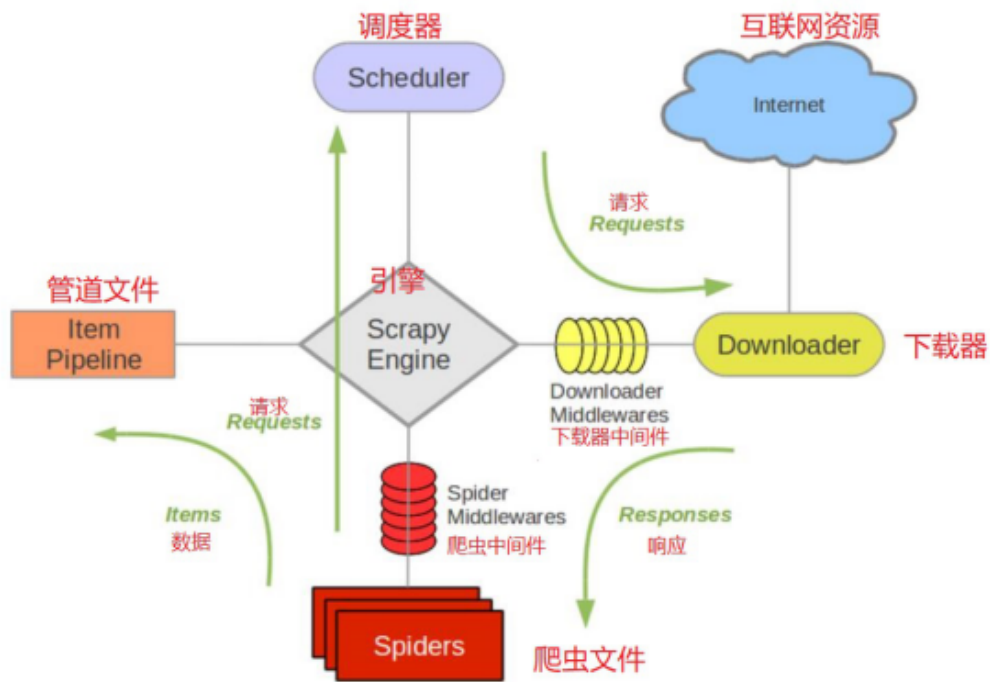 调度器
Scheduler
互联网资源
Internet
请求
Requests
管道文件
Item
Pipeline
引擎
Scrapy
Engine
Downloader
下载器
Downloader
Middlewares
下载器中间件
请求
Requests
Spider
Middlewares
爬虫中间件
Items
数据
Responses
响应
Spiders
爬虫文件